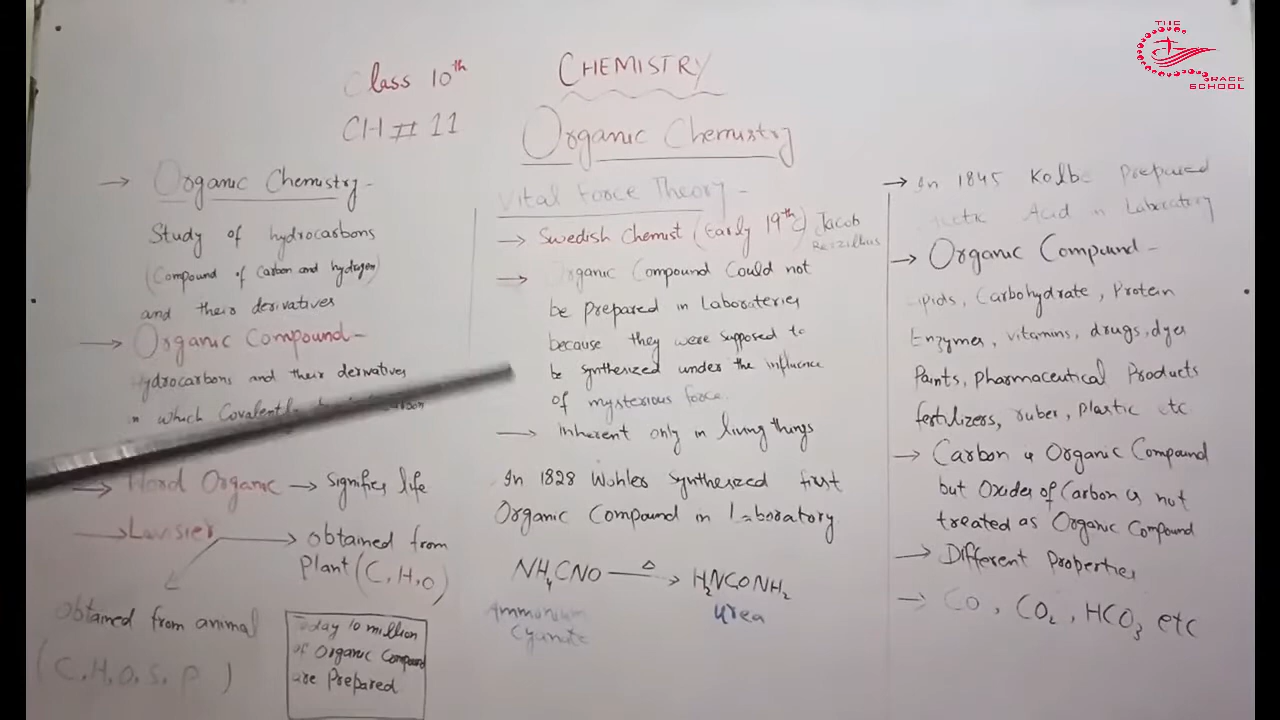 THE
GRACE
SCHOOL
Class 10th
CH # 11
CHEMISTRY
Organic Chemistry
→ Organic Chemistry-
Study of hydrocarbons
(Compound of Carbon and hydrogen)
and their derivatives
→ Organic Compound-
Hydrocarbons and their derivatives
in which Covalently
→ Word Organic → Signifies life
→ Lavisier → obtained from
Plant (C, H, O)
Obtained from animal
(C, H, O, S, P)
Today 10 million
of Organic Compound
are Prepared
Vital Force Theory-
→ Swedish Chemist (Early 19th C) Jacob
→ Organic Compound Could not
be prepared in Laborateries
because they were supposed to
be synthesized under the influence
of mysterious force.
→ inherent only in living things
In 1828 Wohler Synthesized first
Organic Compound in Laboratory
NH4CNO —Δ→ H2NCONH2
Ammonium
Cyanate
Urea
→ In 1845 Kolbe Prepared
Acetic Acid in Laboratory
→ Organic Compound-
Lipids, Carbohydrate, Protein
Enzymes, vitamins, drugs, dyes
Paints, Pharmaceutical Products
fertilizers, ruber, Plastic etc
→ Carbon is Organic Compound
but Oxides of Carbon is not
treated as Organic Compound
→ Different Properties
→ CO, CO2, HCO3 etc